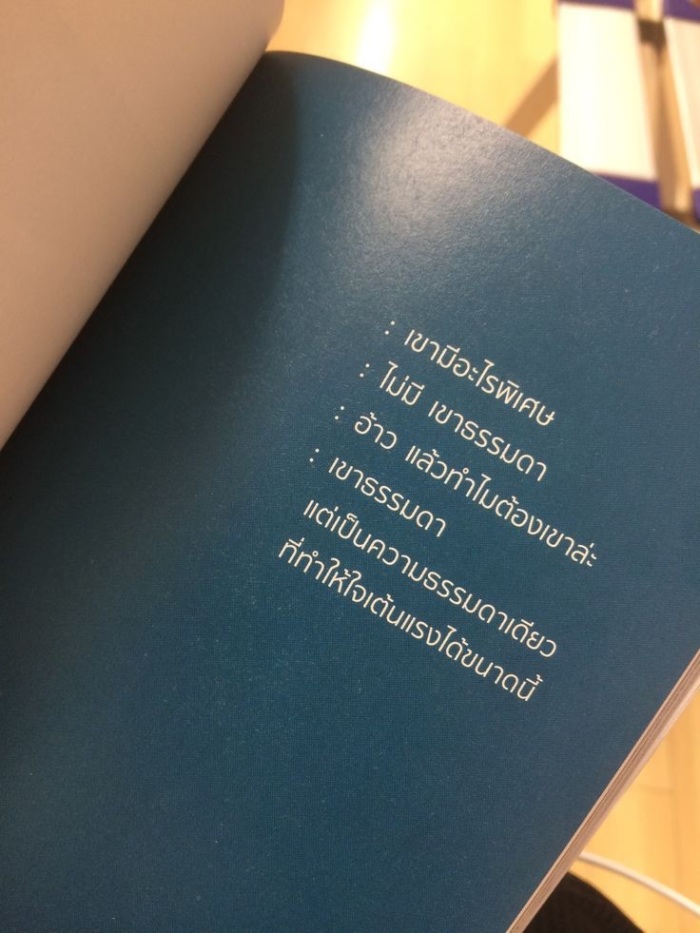 : เขามีอะไรพิเศษ
: ไม่มี เขาธรรมดา
: อ้าว แล้วทำไมต้องเขาล่ะ
: เขาธรรมดา
แต่เป็นความธรรมดาเดียว
ที่ทำให้ใจเต้นแรงได้ขนาดนี้